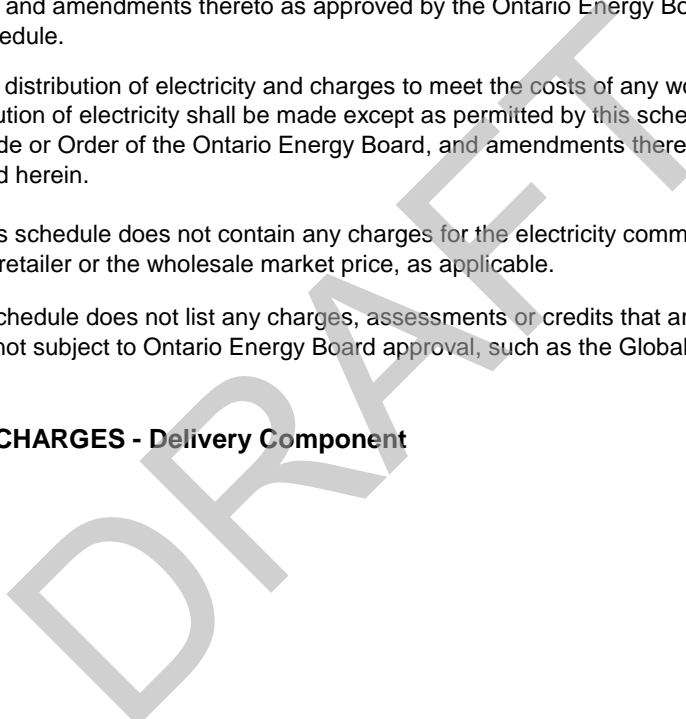 and amendments thereto as approved by the Ontario Energy Bo
edule.
distribution of electricity and charges to meet the costs of any wo
ution of electricity shall be made except as permitted by this sche
de or Order of the Ontario Energy Board, and amendments there
d herein.
s schedule does not contain any charges for the electricity comm
retailer or the wholesale market price, as applicable.
chedule does not list any charges, assessments or credits that ar
not subject to Ontario Energy Board approval, such as the Global
CHARGES - Delivery Component
DRAFT